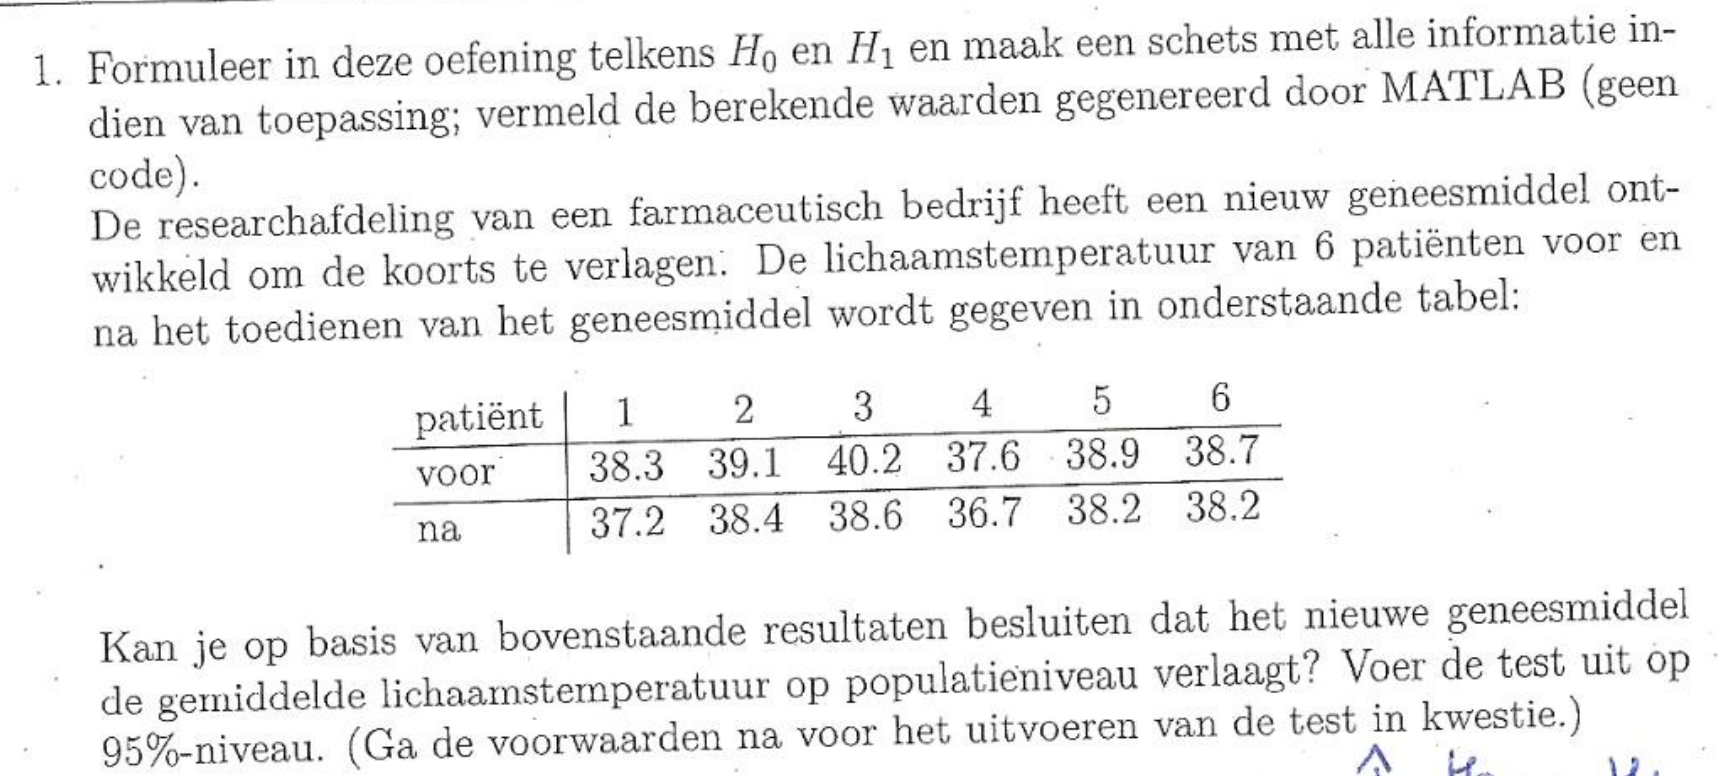 1. Formuleer in deze oefening telkens H₀ en H₁ en maak een schets met alle informatie in-
dien van toepassing; vermeld de berekende waarden gegenereerd door MATLAB (geen
code).
De researchafdeling van een farmaceutisch bedrijf heeft een nieuw geneesmiddel ont-
wikkeld om de koorts te verlagen. De lichaamstemperatuur van 6 patiënten voor en
na het toedienen van het geneesmiddel wordt gegeven in onderstaande tabel:
patiënt 1 2 3 4 5 6
voor 38.3 39.1 40.2 37.6 38.9 38.7
na 37.2 38.4 38.6 36.7 38.2 38.2
Kan je op basis van bovenstaande resultaten besluiten dat het nieuwe geneesmiddel
de gemiddelde lichaamstemperatuur op populatieniveau verlaagt? Voer de test uit op
95%-niveau. (Ga de voorwaarden na voor het uitvoeren van de test in kwestie.)